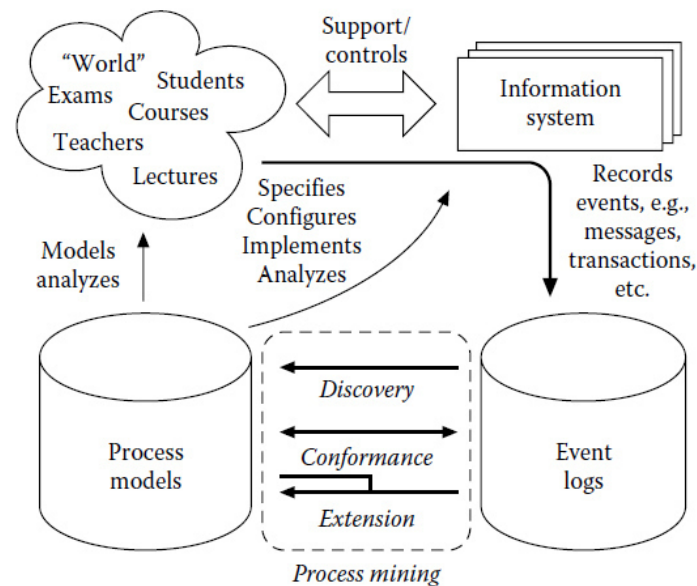 “World”
Students
Exams
Courses
Teachers
Lectures
Support/
controls
Information
system
Specifies
Configures
Implements
Analyzes
Records
events, e.g.,
messages,
transactions,
etc.
Models
analyzes
Process
models
Discovery
Conformance
Extension
Event
logs
Process mining